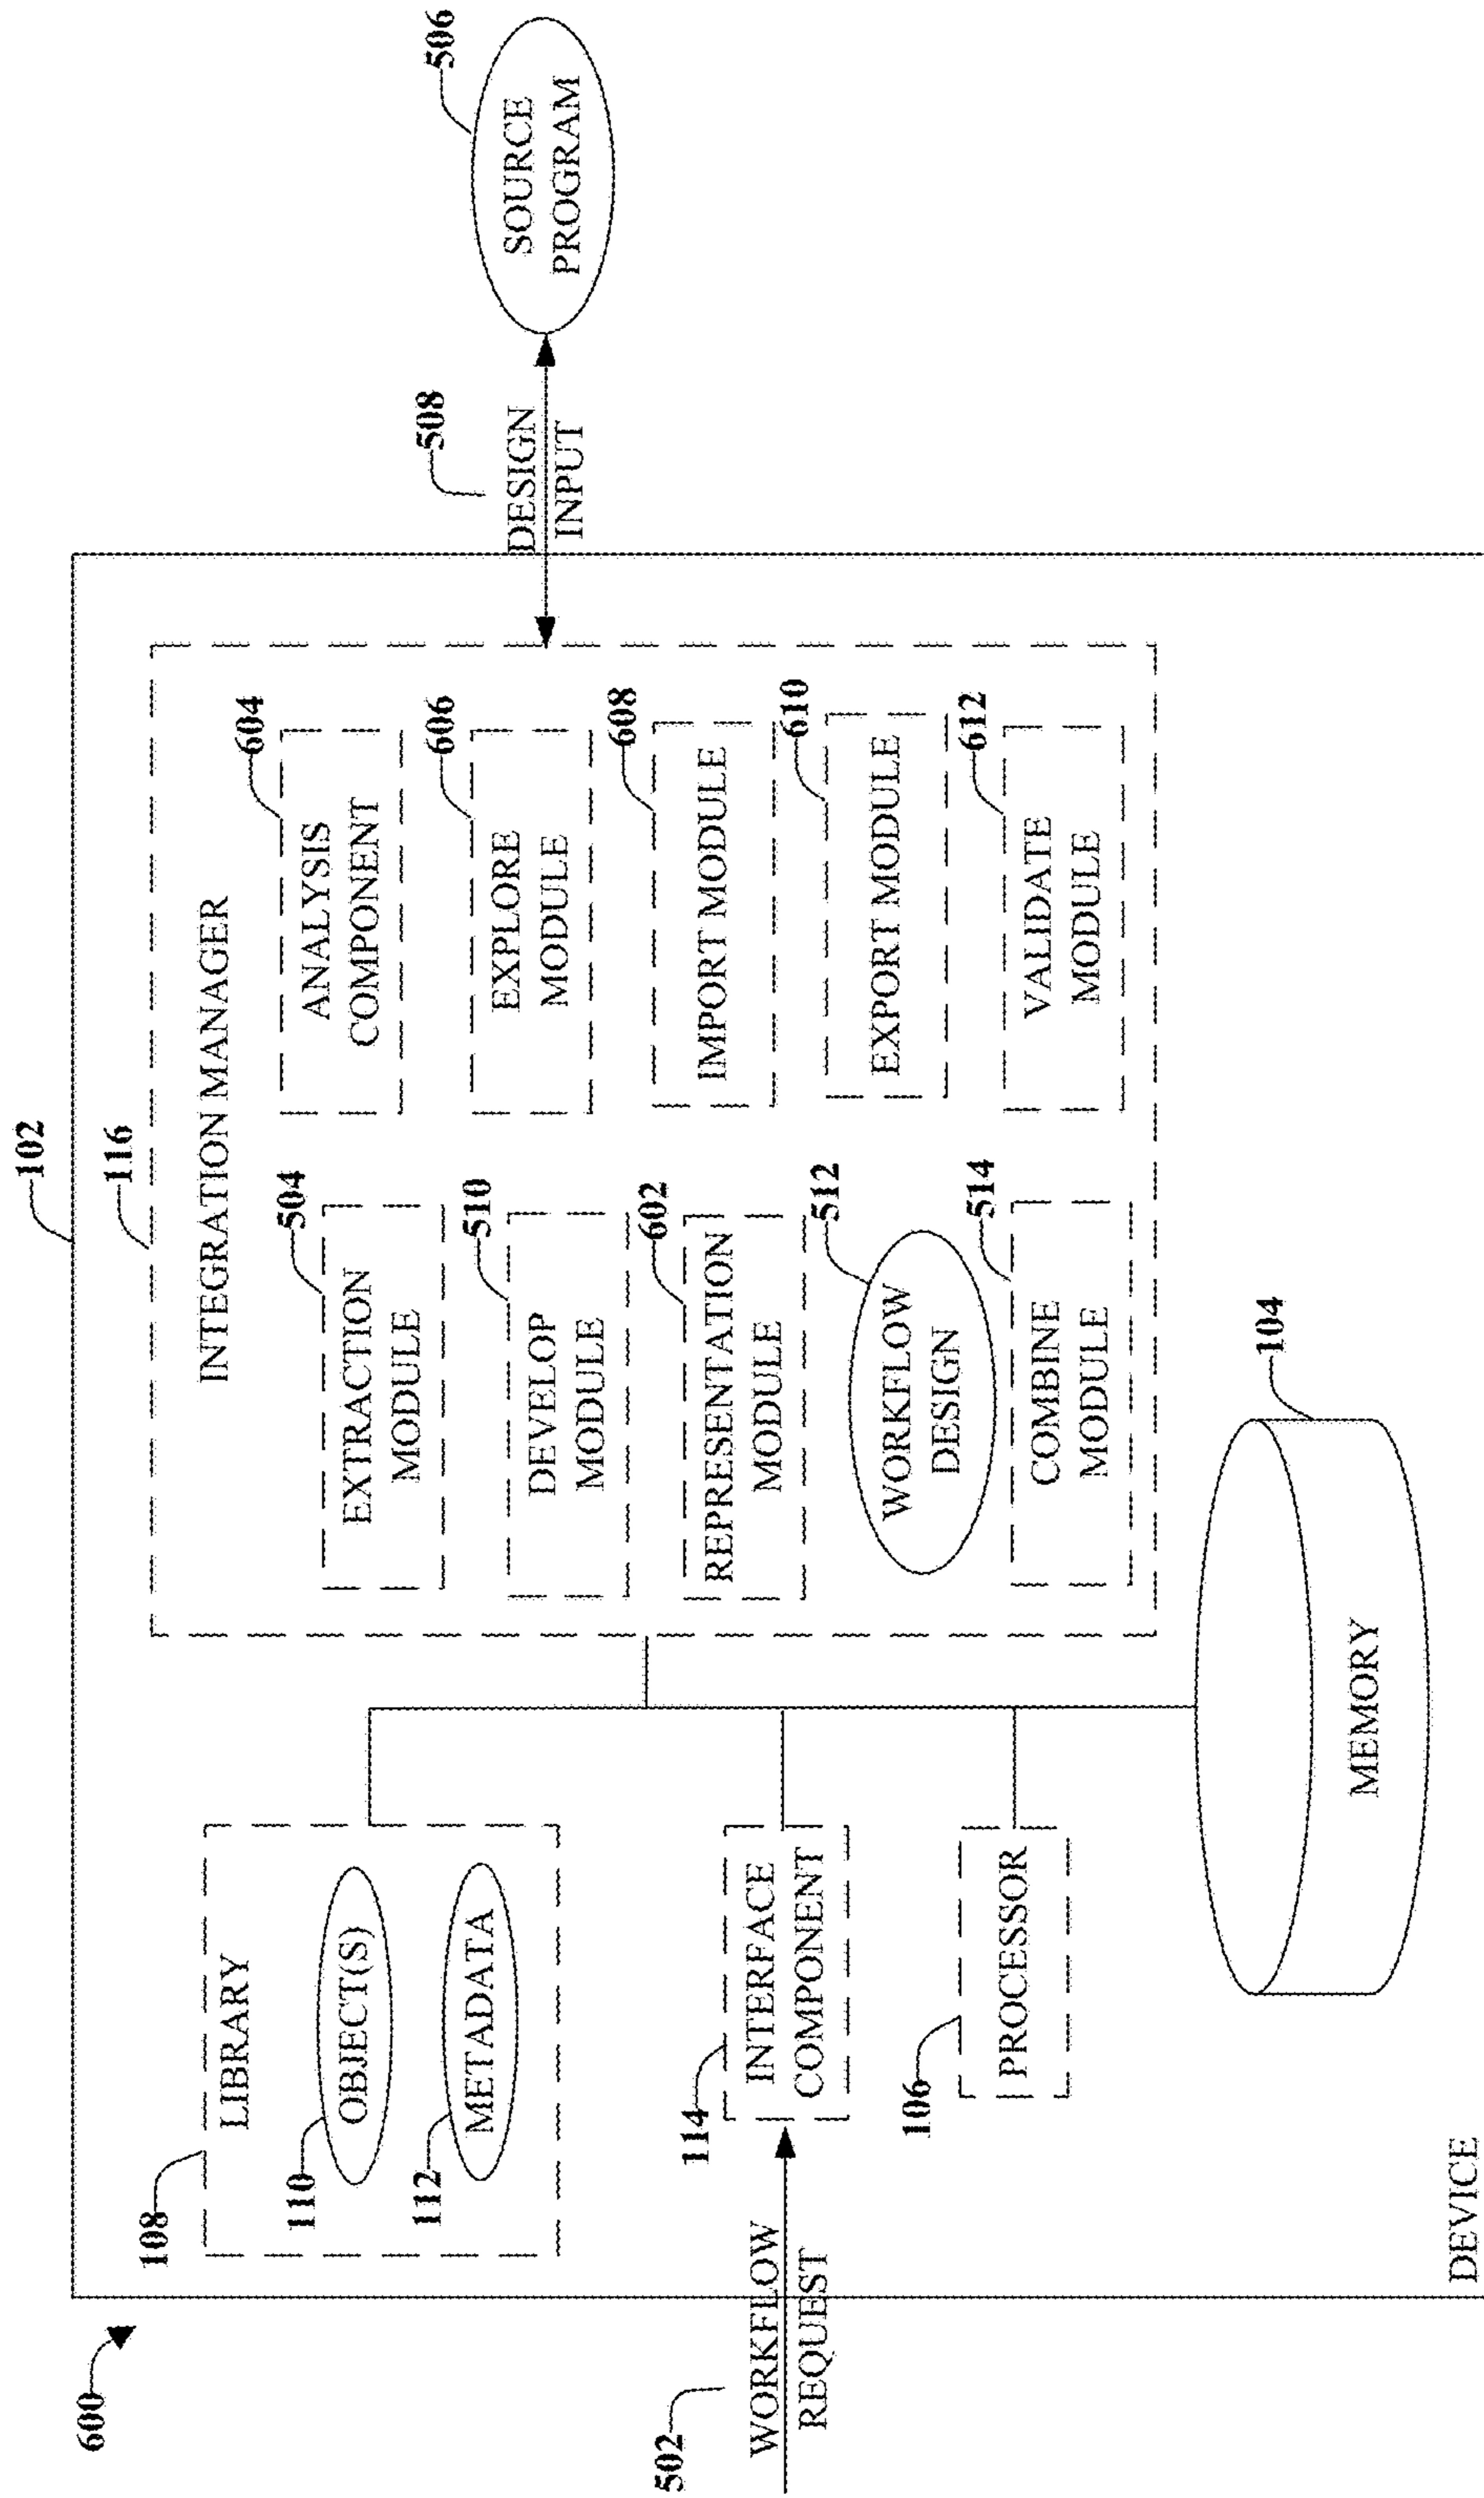 600
102
116
INTEGRATION MANAGER
108
LIBRARY
110
OBJECT(S)
112
METADATA
504
EXTRACTION
MODULE
604
ANALYSIS
COMPONENT
510
DEVELOP
MODULE
606
EXPLORE
MODULE
506
SOURCE
PROGRAM
508
DESIGN
INPUT
602
REPRESENTATION
MODULE
608
IMPORT MODULE
502
WORKFLOW
REQUEST
114
INTERFACE
COMPONENT
512
WORKFLOW
DESIGN
610
EXPORT MODULE
106
PROCESSOR
514
COMBINE
MODULE
612
VALIDATE
MODULE
104
MEMORY
DEVICE